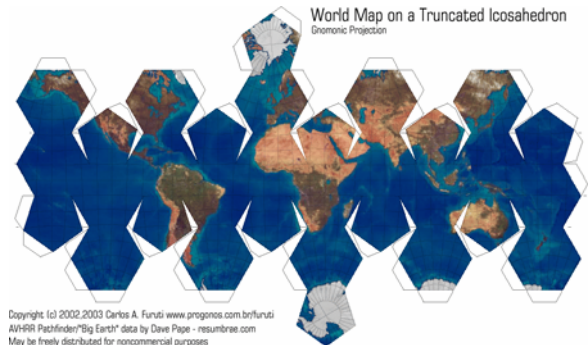 World Map on a Truncated Icosahedron
Gnomonic Projection
Copyright (c) 2002,2003 Carlos A. Furuti www.progonos.com.br/furuti
AVHRR Pathfinder/"Big Earth" data by Dave Pape - resumbrae.com
May be freely distributed for noncommercial purposes